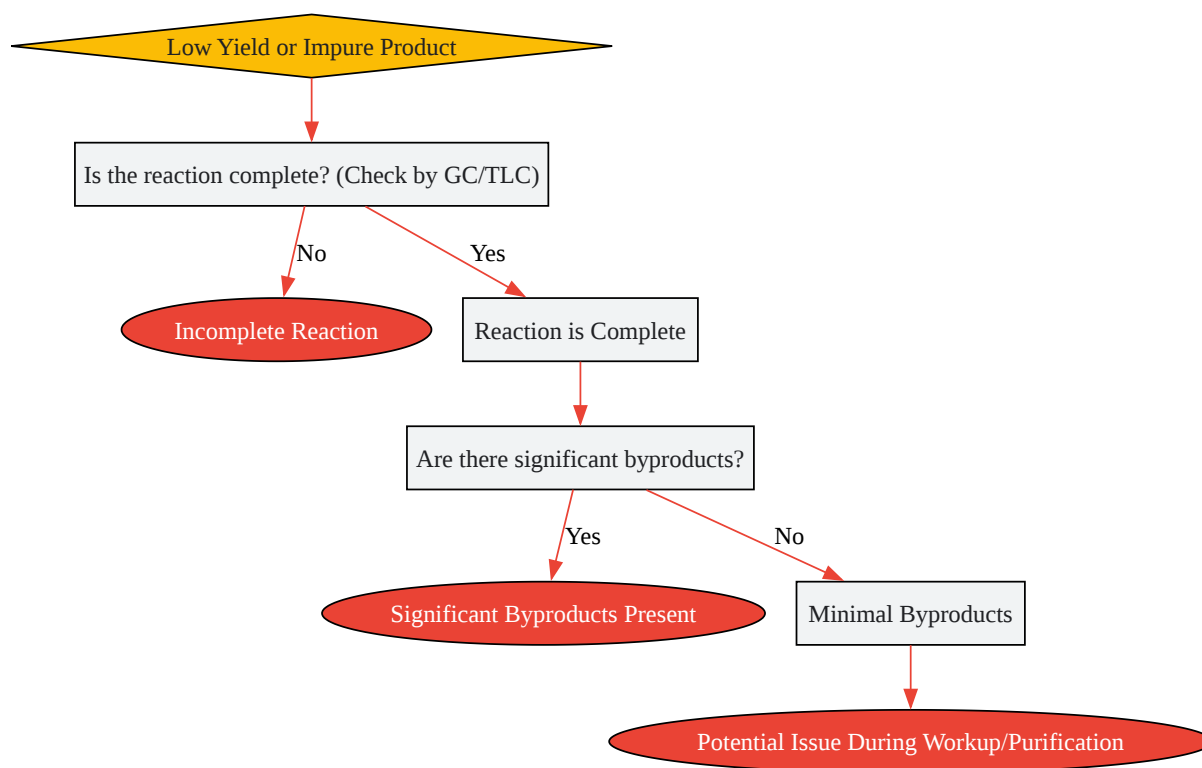 Low Yield or Impure Product
Is the reaction complete? (Check by GC/TLC)
No
Yes
Incomplete Reaction
Reaction is Complete
Are there significant byproducts?
Yes
No
Significant Byproducts Present
Minimal Byproducts
Potential Issue During Workup/Purification